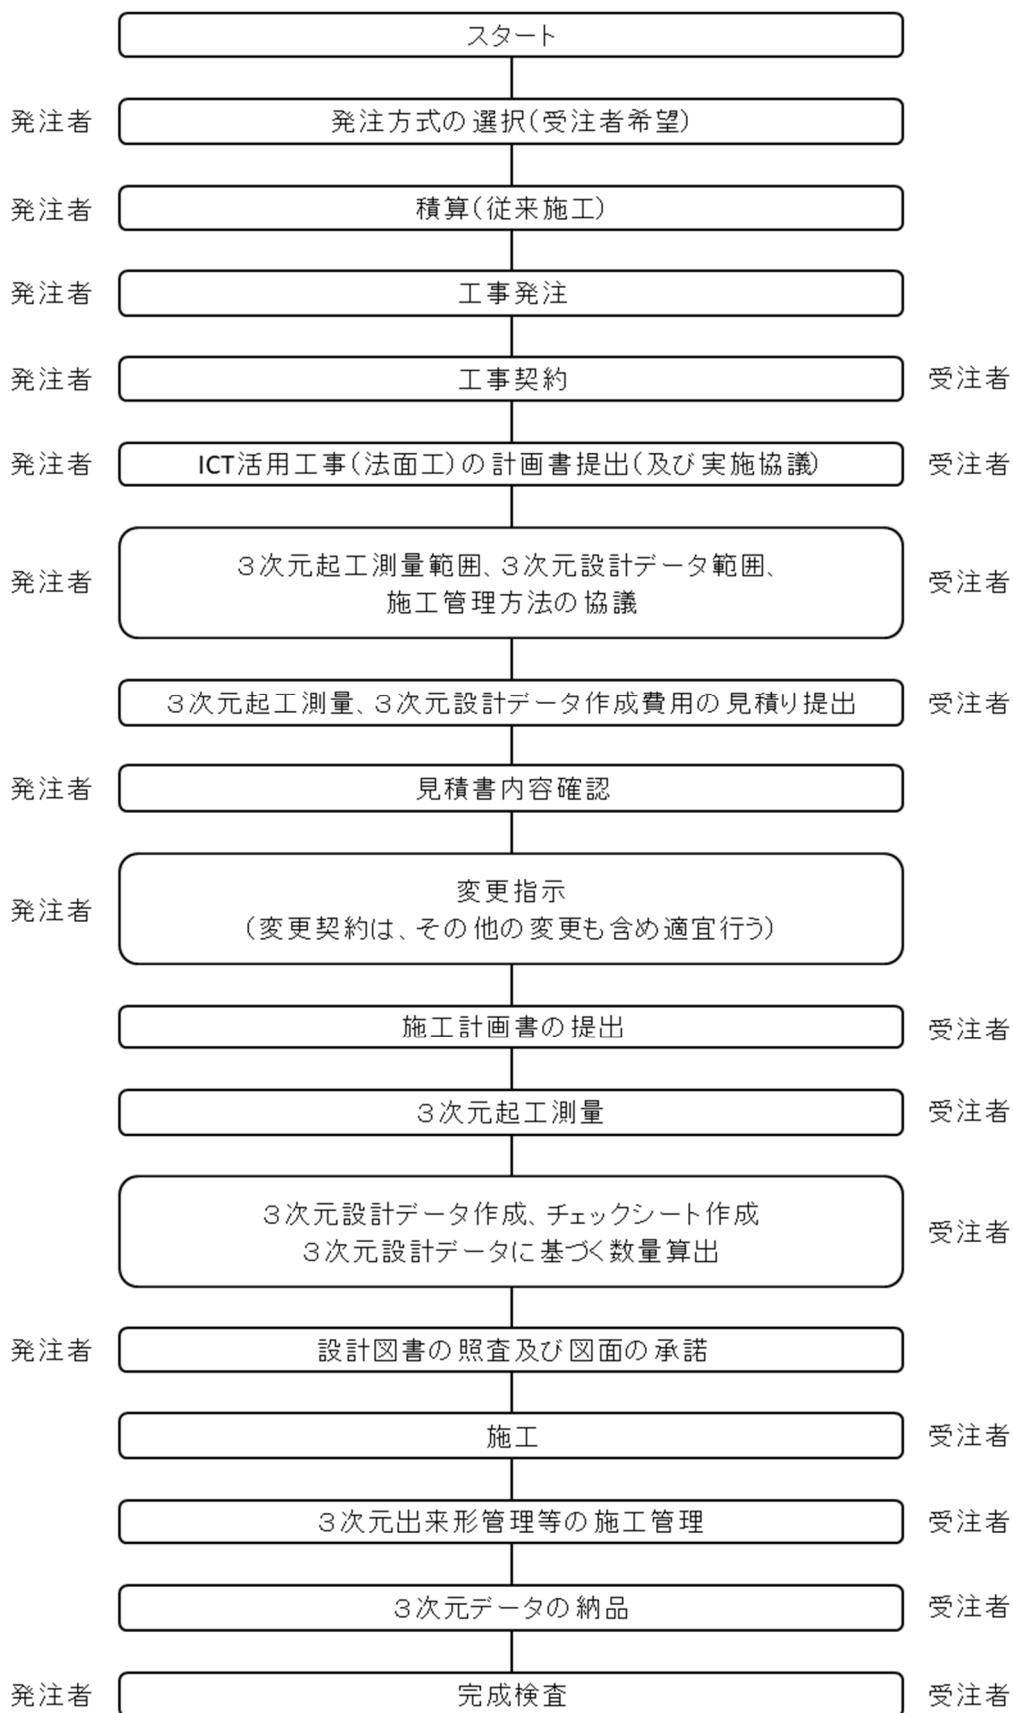 スタート
発注者
発注方式の選択(受注者希望)
発注者
積算(従来施工)
発注者
工事発注
発注者
工事契約
受注者
発注者
ICT活用工事(法面工)の計画書提出(及び実施協議)
受注者
発注者
3次元起工測量範囲、3次元設計データ範囲、
施工管理方法の協議
受注者
3次元起工測量、3次元設計データ作成費用の見積り提出
受注者
発注者
見積書内容確認
発注者
変更指示
(変更契約は、その他の変更も含め適宜行う)
施工計画書の提出
受注者
3次元起工測量
受注者
3次元設計データ作成、チェックシート作成
3次元設計データに基づく数量算出
受注者
発注者
設計図書の照査及び図面の承諾
施工
受注者
3次元出来形管理等の施工管理
受注者
3次元データの納品
受注者
発注者
完成検査
受注者